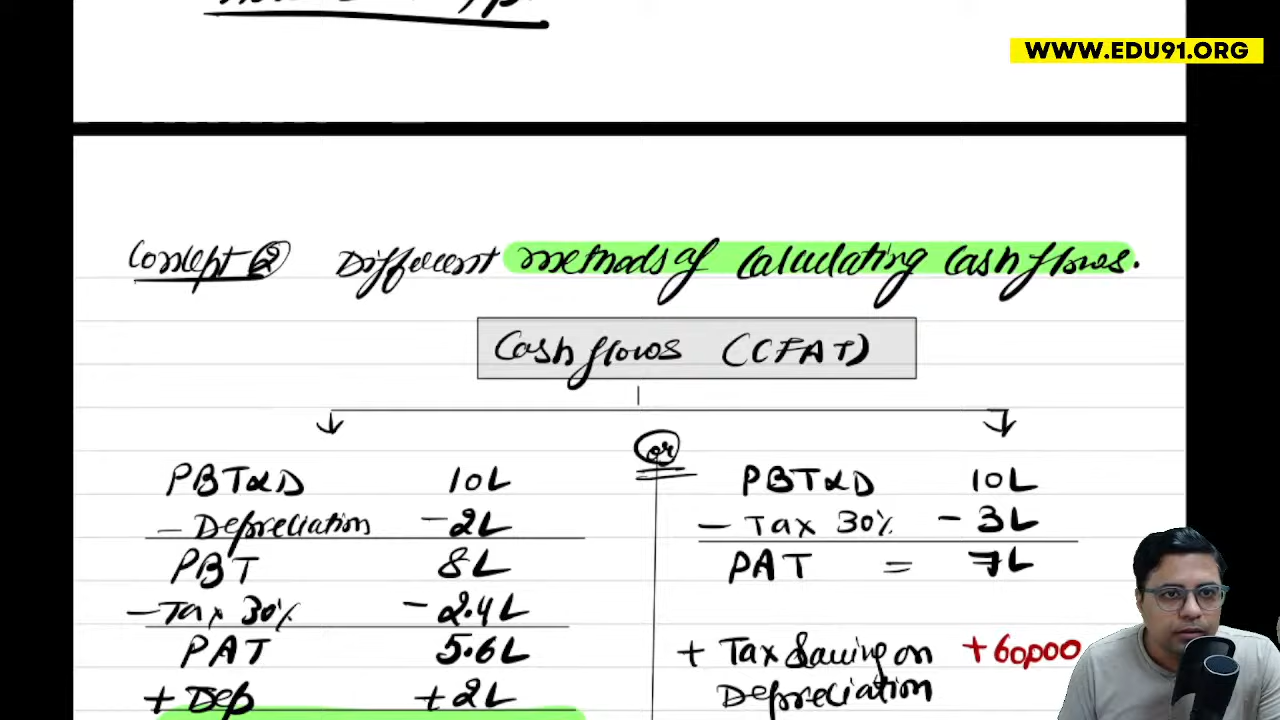 WWW.EDU91.ORG
Concept 2 Different methods of Calculating Cash flows.
Cash flows (CFAT)
or
PBT&D 10L
- Depreciation -2L
PBT 8L
- Tax 30% -2.4L
PAT 5.6L
+ Dep +2L
PBT&D 10L
- Tax 30% -3L
PAT = 7L
+ Tax Saving on +60,000
Depreciation